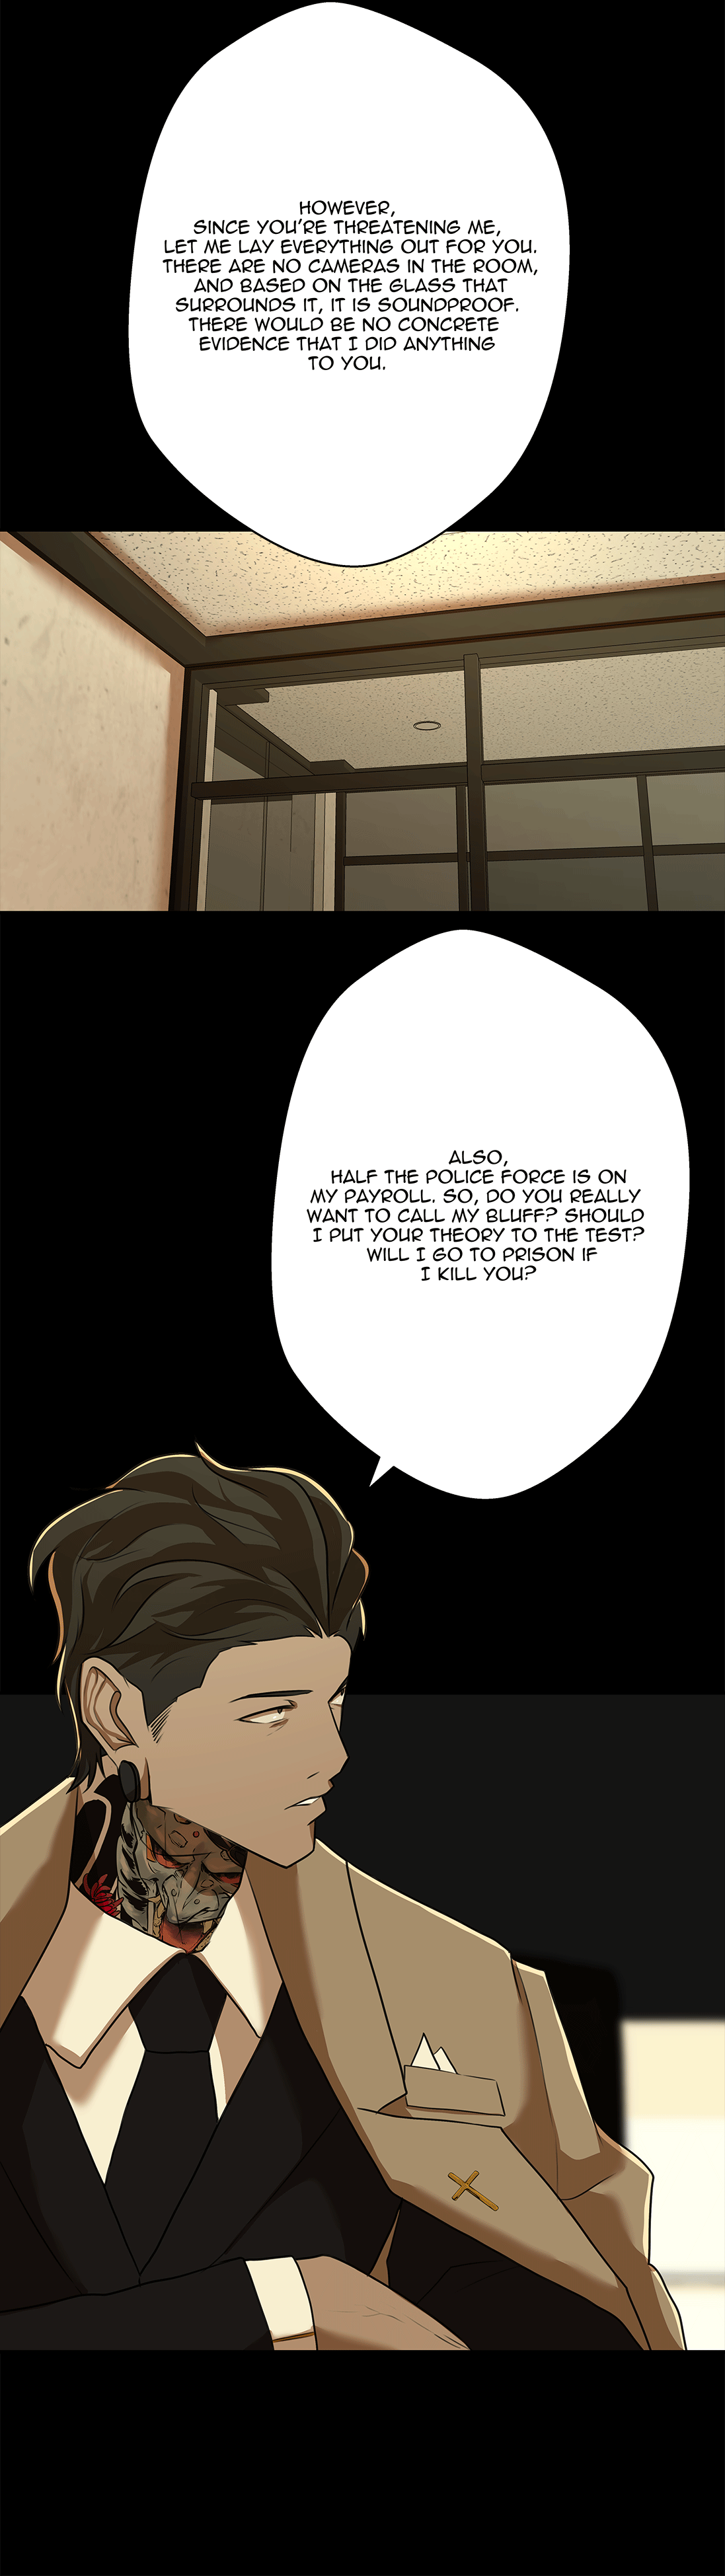 HOWEVER,
SINCE YOU'RE THREATENING ME,
LET ME LAY EVERYTHING OUT FOR YOU.
THERE ARE NO CAMERAS IN THE ROOM,
AND BASED ON THE GLASS THAT
SURROUNDS IT, IT IS SOUNDPROOF.
THERE WOULD BE NO CONCRETE
EVIDENCE THAT I DID ANYTHING
TO YOU.
ALSO,
HALF THE POLICE FORCE IS ON
MY PAYROLL. SO, DO YOU REALLY
WANT TO CALL MY BLUFF? SHOULD
I PUT YOUR THEORY TO THE TEST?
WILL I GO TO PRISON IF
I KILL YOU?